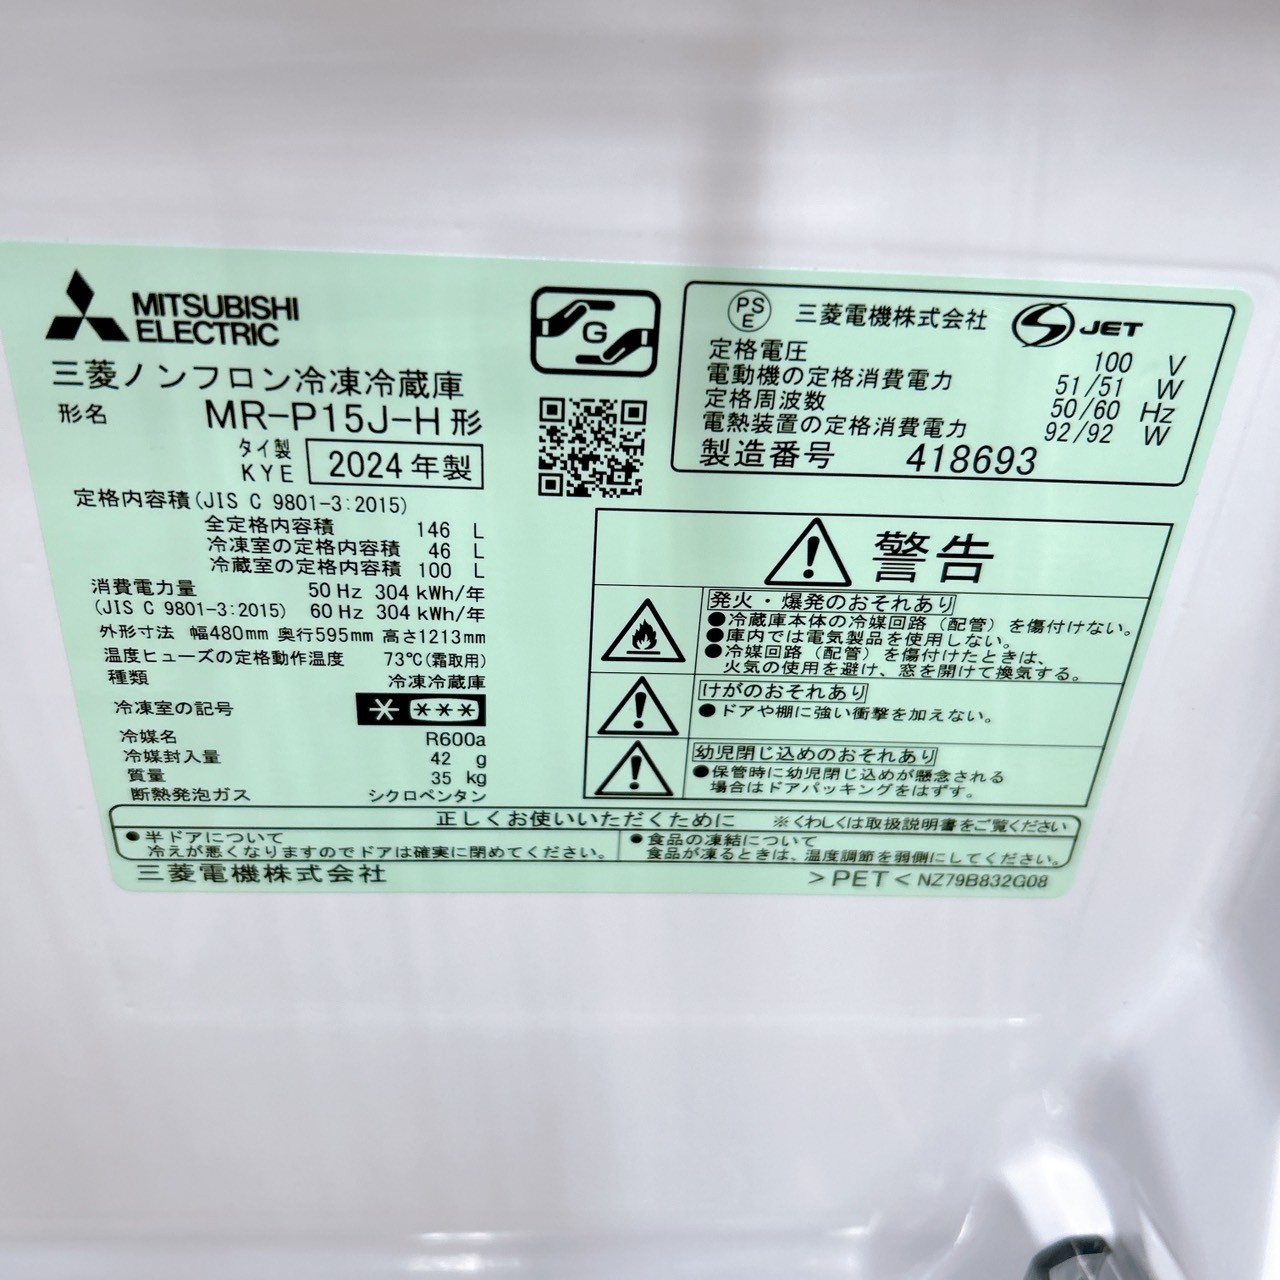 MITSUBISHI
ELECTRIC
三菱ノンフロン冷凍冷蔵庫
形名 MR-P15J-H 形
タイ製
KYE 2024年製
定格内容積(JIS C 9801-3:2015)
全定格内容積 146 L
冷凍室の定格内容積 46 L
冷蔵室の定格内容積 100 L
消費電力量 50 Hz 304 kWh/年
(JIS C 9801-3:2015) 60 Hz 304 kWh/年
外形寸法 幅480mm 奥行595mm 高さ1213mm
温度ヒューズの定格動作温度 73℃(霜取用)
種類 冷凍冷蔵庫
冷凍室の記号
冷媒名 R600a
冷媒封入量 42 g
質量 35 kg
断熱発泡ガス シクロペンタン
G
PS
E 三菱電機株式会社 JET
定格電圧 100 V
電動機の定格消費電力 51/51 W
定格周波数 50/60 Hz
電熱装置の定格消費電力 92/92 W
製造番号 418693
警告
発火・爆発のおそれあり
●冷蔵庫本体の冷媒回路（配管）を傷付けない。
●庫内では電気製品を使用しない。
●冷媒回路（配管）を傷付けたときは、
火気の使用を避け、窓を開けて換気する。
けがのおそれあり
●ドアや棚に強い衝撃を加えない。
幼児閉じ込めのおそれあり
●保管時に幼児閉じ込めが懸念される
場合はドアパッキングをはずす。
正しくお使いいただくために ※くわしくは取扱説明書をご覧ください
●半ドアについて
冷えが悪くなりますのでドアは確実に閉めてください。
●食品の凍結について
食品が凍るときは、温度調節を弱側にしてください。
三菱電機株式会社
>PET< NZ79B832G08